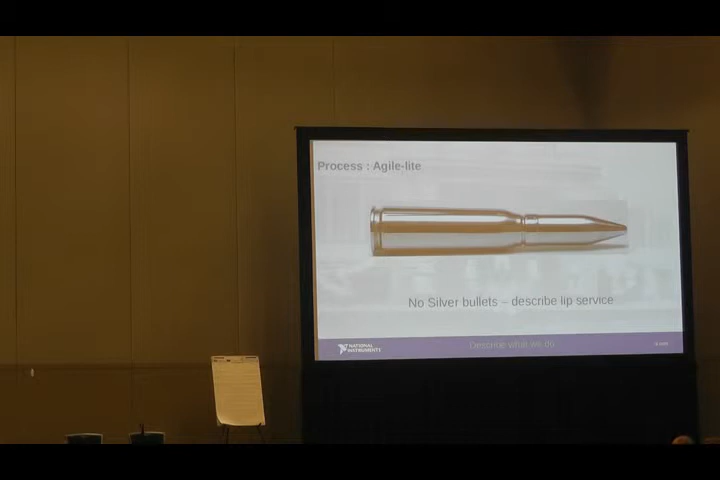 Process : Agile-lite
No Silver bullets – describe lip service
NATIONAL
INSTRUMENTS
Describe what we do